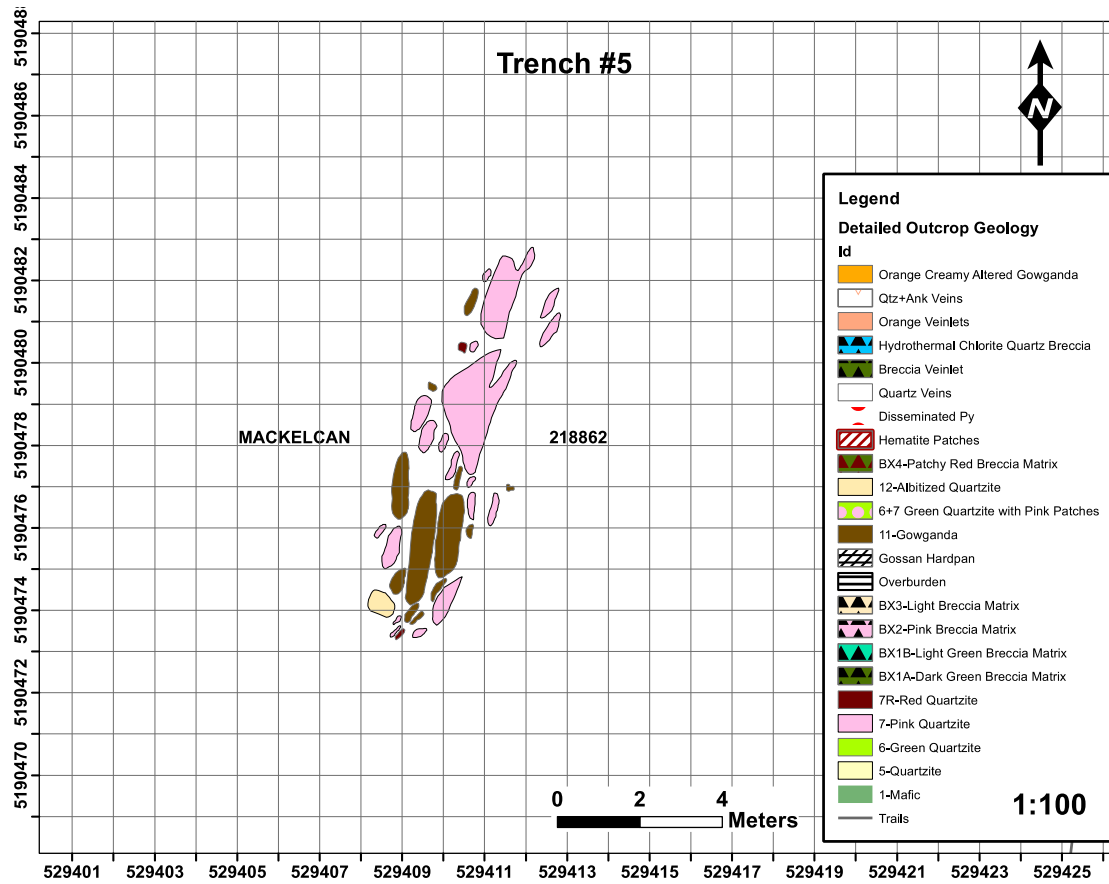 Trench #5
N
5190488
5190486
5190484
5190482
5190480
5190478
5190476
5190474
5190472
5190470
MACKELCAN
218862
Legend
Detailed Outcrop Geology
Id
Orange Creamy Altered Gowganda
Qtz+Ank Veins
Orange Veinlets
Hydrothermal Chlorite Quartz Breccia
Breccia Veinlet
Quartz Veins
Disseminated Py
Hematite Patches
BX4-Patchy Red Breccia Matrix
12-Albitized Quartzite
6+7 Green Quartzite with Pink Patches
11-Gowganda
Gossan Hardpan
Overburden
BX3-Light Breccia Matrix
BX2-Pink Breccia Matrix
BX1B-Light Green Breccia Matrix
BX1A-Dark Green Breccia Matrix
7R-Red Quartzite
7-Pink Quartzite
6-Green Quartzite
5-Quartzite
1-Mafic
Trails
1:100
0 2 4
Meters
529401 529403 529405 529407 529409 529411 529413 529415 529417 529419 529421 529423 529425